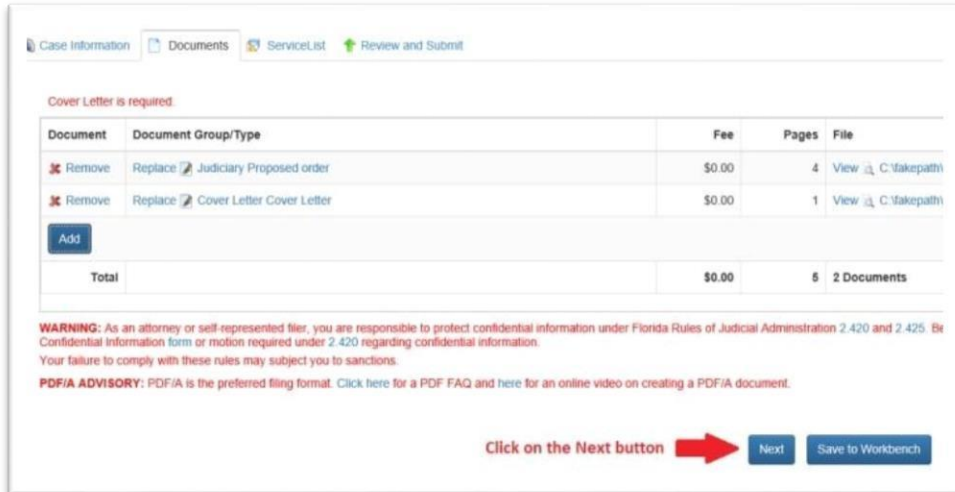 Case Information Documents ServiceList Review and Submit
Cover Letter is required.
Document Document Group/Type Fee Pages File
Remove Replace Judiciary Proposed order $0.00 4 View C:\fakepath\
Remove Replace Cover Letter Cover Letter $0.00 1 View C:\fakepath\
Add
Total $0.00 5 2 Documents
WARNING: As an attorney or self-represented filer, you are responsible to protect confidential information under Florida Rules of Judicial Administration 2.420 and 2.425. Be
Confidential Information form or motion required under 2.420 regarding confidential information.
Your failure to comply with these rules may subject you to sanctions.
PDF/A ADVISORY: PDF/A is the preferred filing format. Click here for a PDF FAQ and here for an online video on creating a PDF/A document.
Click on the Next button Next Save to Workbench